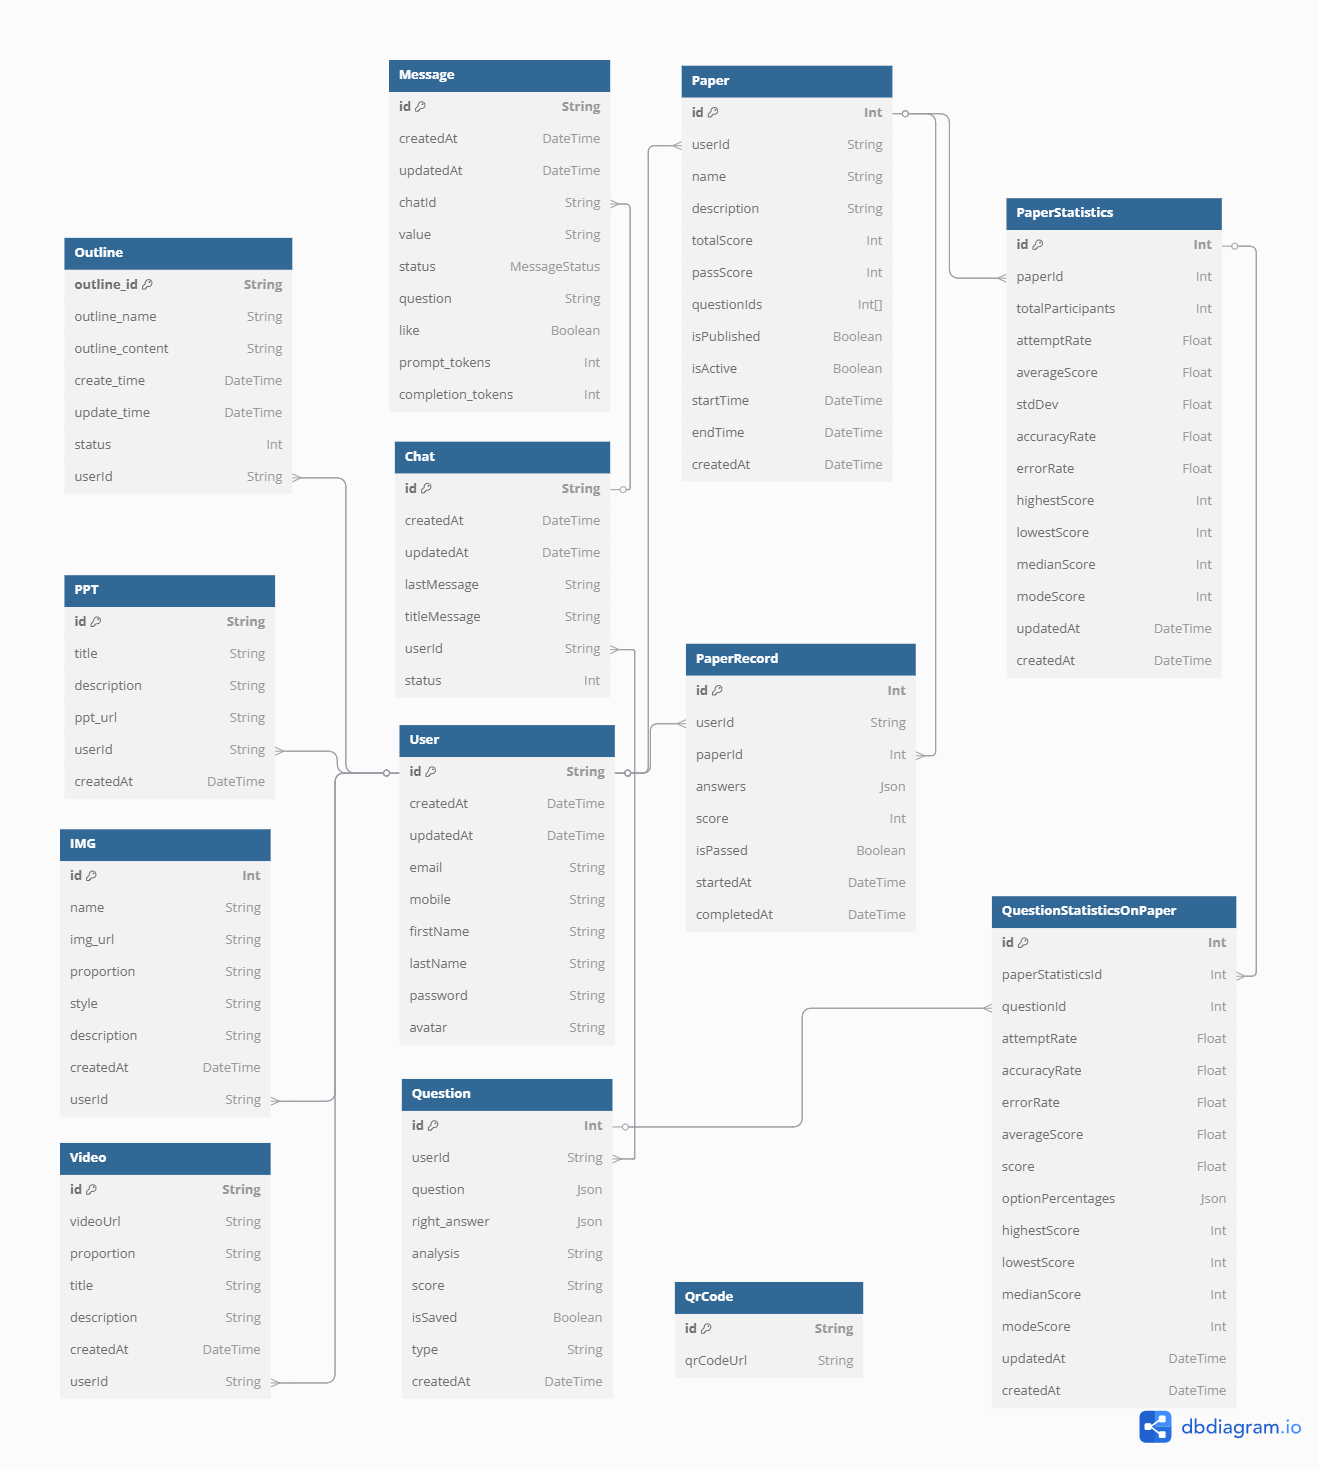 Message
id String
createdAt DateTime
updatedAt DateTime
chatId String
value String
status MessageStatus
question String
like Boolean
prompt_tokens Int
completion_tokens Int
Paper
id Int
userId String
name String
description String
totalScore Int
passScore Int
questionIds Int[]
isPublished Boolean
isActive Boolean
startTime DateTime
endTime DateTime
createdAt DateTime
PaperStatistics
id Int
paperId Int
totalParticipants Int
attemptRate Float
averageScore Float
stdDev Float
accuracyRate Float
errorRate Float
highestScore Int
lowestScore Int
medianScore Int
modeScore Int
updatedAt DateTime
createdAt DateTime
Outline
outline_id String
outline_name String
outline_content String
create_time DateTime
update_time DateTime
status Int
userId String
Chat
id String
createdAt DateTime
updatedAt DateTime
lastMessage String
titleMessage String
userId String
status Int
PPT
id String
title String
description String
ppt_url String
userId String
createdAt DateTime
PaperRecord
id Int
userId String
paperId Int
answers Json
score Int
isPassed Boolean
startedAt DateTime
completedAt DateTime
User
id String
createdAt DateTime
updatedAt DateTime
email String
mobile String
firstName String
lastName String
password String
avatar String
IMG
id Int
name String
img_url String
proportion String
style String
description String
createdAt DateTime
userId String
QuestionStatisticsOnPaper
id Int
paperStatisticsId Int
questionId Int
attemptRate Float
accuracyRate Float
errorRate Float
averageScore Float
score Float
optionPercentages Json
highestScore Int
lowestScore Int
medianScore Int
modeScore Int
updatedAt DateTime
createdAt DateTime
Question
id Int
userId String
question Json
right_answer Json
analysis String
score String
isSaved Boolean
type String
createdAt DateTime
Video
id String
videoUrl String
proportion String
title String
description String
createdAt DateTime
userId String
QrCode
id String
qrCodeUrl String
dbdiagram.io